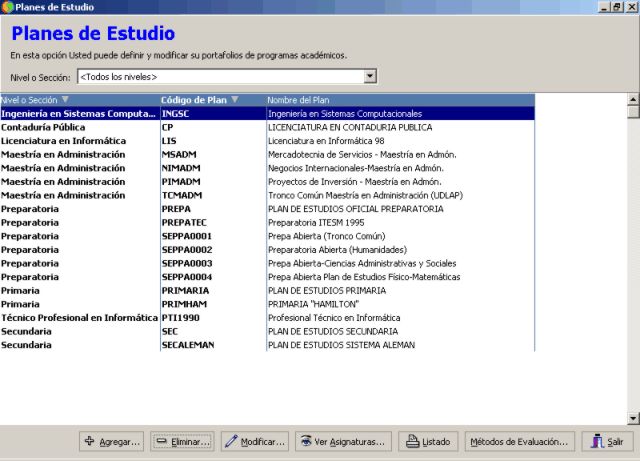 Planes de Estudio
Planes de Estudio
En esta opción Usted puede definir y modificar su portafolios de programas académicos.
Nivel o Sección: <Todos los niveles>
Nivel o Sección Código de Plan Nombre del Plan
Ingeniería en Sistemas Computa... INGSC Ingeniería en Sistemas Computacionales
Contaduría Pública CP LICENCIATURA EN CONTADURIA PUBLICA
Licenciatura en Informática LIS Licenciatura en Informática 98
Maestría en Administración MSADM Mercadotecnia de Servicios - Maestría en Admón.
Maestría en Administración NIMADM Negocios Internacionales-Maestría en Admón.
Maestría en Administración PIMADM Proyectos de Inversión - Maestría en Admón.
Maestría en Administración TCMADM Tronco Común Maestría en Administración (UDLAP)
Preparatoria PREPA PLAN DE ESTUDIOS OFICIAL PREPARATORIA
Preparatoria PREPATEC Preparatoria ITESM 1995
Preparatoria SEPPA0001 Prepa Abierta (Tronco Común)
Preparatoria SEPPA0002 Preparatoria Abierta (Humanidades)
Preparatoria SEPPA0003 Prepa Abierta-Ciencias Administrativas y Sociales
Preparatoria SEPPA0004 Prepa Abierta Plan de Estudios Físico-Matemáticas
Primaria PRIMARIA PLAN DE ESTUDIOS PRIMARIA
Primaria PRIMHAM PRIMARIA "HAMILTON"
Técnico Profesional en Informática PTI1990 Profesional Técnico en Informática
Secundaria SEC PLAN DE ESTUDIOS SECUNDARIA
Secundaria SECALEMAN PLAN DE ESTUDIOS SISTEMA ALEMAN
Agregar... Eliminar... Modificar... Ver Asignaturas... Listado Métodos de Evaluación... Salir